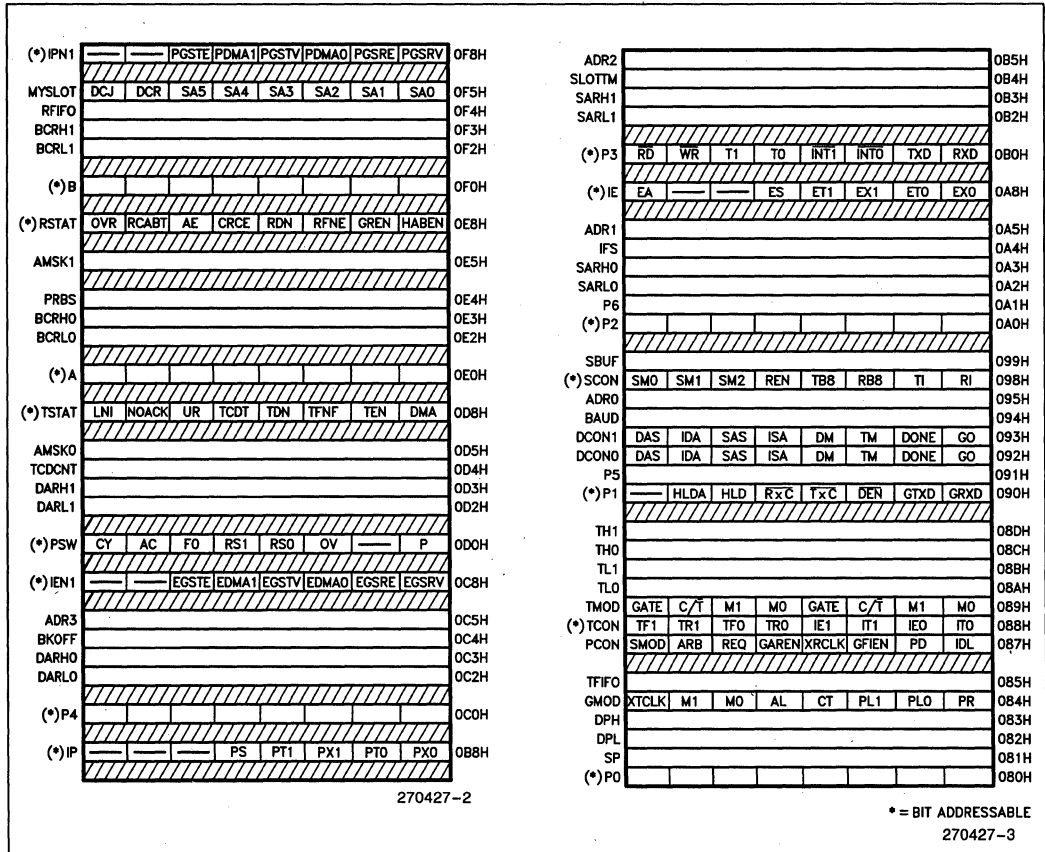 (*) IPN1 — — PGSTE PDMA1 PGSTV PDMA0 PGSRE PGSRV 0F8H
MYSLOT DCJ DCR SA5 SA4 SA3 SA2 SA1 SA0 0F5H
RFIFO 0F4H
BCRH1 0F3H
BCRL1 0F2H
(*) B 0F0H
(*) RSTAT OVR RCABT AE CRCE RDN RFNE GREN HABEN 0E8H
AMSK1 0E5H
PRBS 0E4H
BCRH0 0E3H
BCRL0 0E2H
(*) A 0E0H
(*) TSTAT LNI NOACK UR TCDT TDN TFNF TEN DMA 0D8H
AMSK0 0D5H
TCDCNT 0D4H
DARH1 0D3H
DARL1 0D2H
(*) PSW CY AC F0 RS1 RS0 OV — P 0D0H
(*) IEN1 — — EGSTE EDMA1 EGSTV EDMA0 EGSRE EGSRV 0C8H
ADR3 0C5H
BKOFF 0C4H
DARH0 0C3H
DARL0 0C2H
(*) P4 0C0H
(*) IP — — — PS PT1 PX1 PT0 PX0 0B8H
270427-2
ADR2 0B5H
SLOTTM 0B4H
SARH1 0B3H
SARL1 0B2H
(*) P3 R̅D̅ W̅R̅ T1 T0 I̅N̅T̅1̅ I̅N̅T̅0̅ TXD RXD 0B0H
(*) IE EA — — ES ET1 EX1 ET0 EX0 0A8H
ADR1 0A5H
IFS 0A4H
SARH0 0A3H
SARL0 0A2H
P6 0A1H
(*) P2 0A0H
SBUF 099H
(*) SCON SM0 SM1 SM2 REN TB8 RB8 TI RI 098H
ADR0 095H
BAUD 094H
DCON1 DAS IDA SAS ISA DM TM DONE GO 093H
DCON0 DAS IDA SAS ISA DM TM DONE GO 092H
P5 091H
(*) P1 — HLDA HLD R̅x̅C̅ T̅x̅C̅ D̅E̅N̅ GTXD GRXD 090H
TH1 08DH
TH0 08CH
TL1 08BH
TL0 08AH
TMOD GATE C/T̅ M1 M0 GATE C/T̅ M1 M0 089H
(*) TCON TF1 TR1 TF0 TR0 IE1 IT1 IE0 IT0 088H
PCON SMOD ARB REQ GAREN XRCLK GFIEN PD IDL 087H
TFIFO 085H
GMOD XTCLK M1 M0 AL CT PL1 PL0 PR 084H
DPH 083H
DPL 082H
SP 081H
(*) P0 080H
* = BIT ADDRESSABLE
270427-3